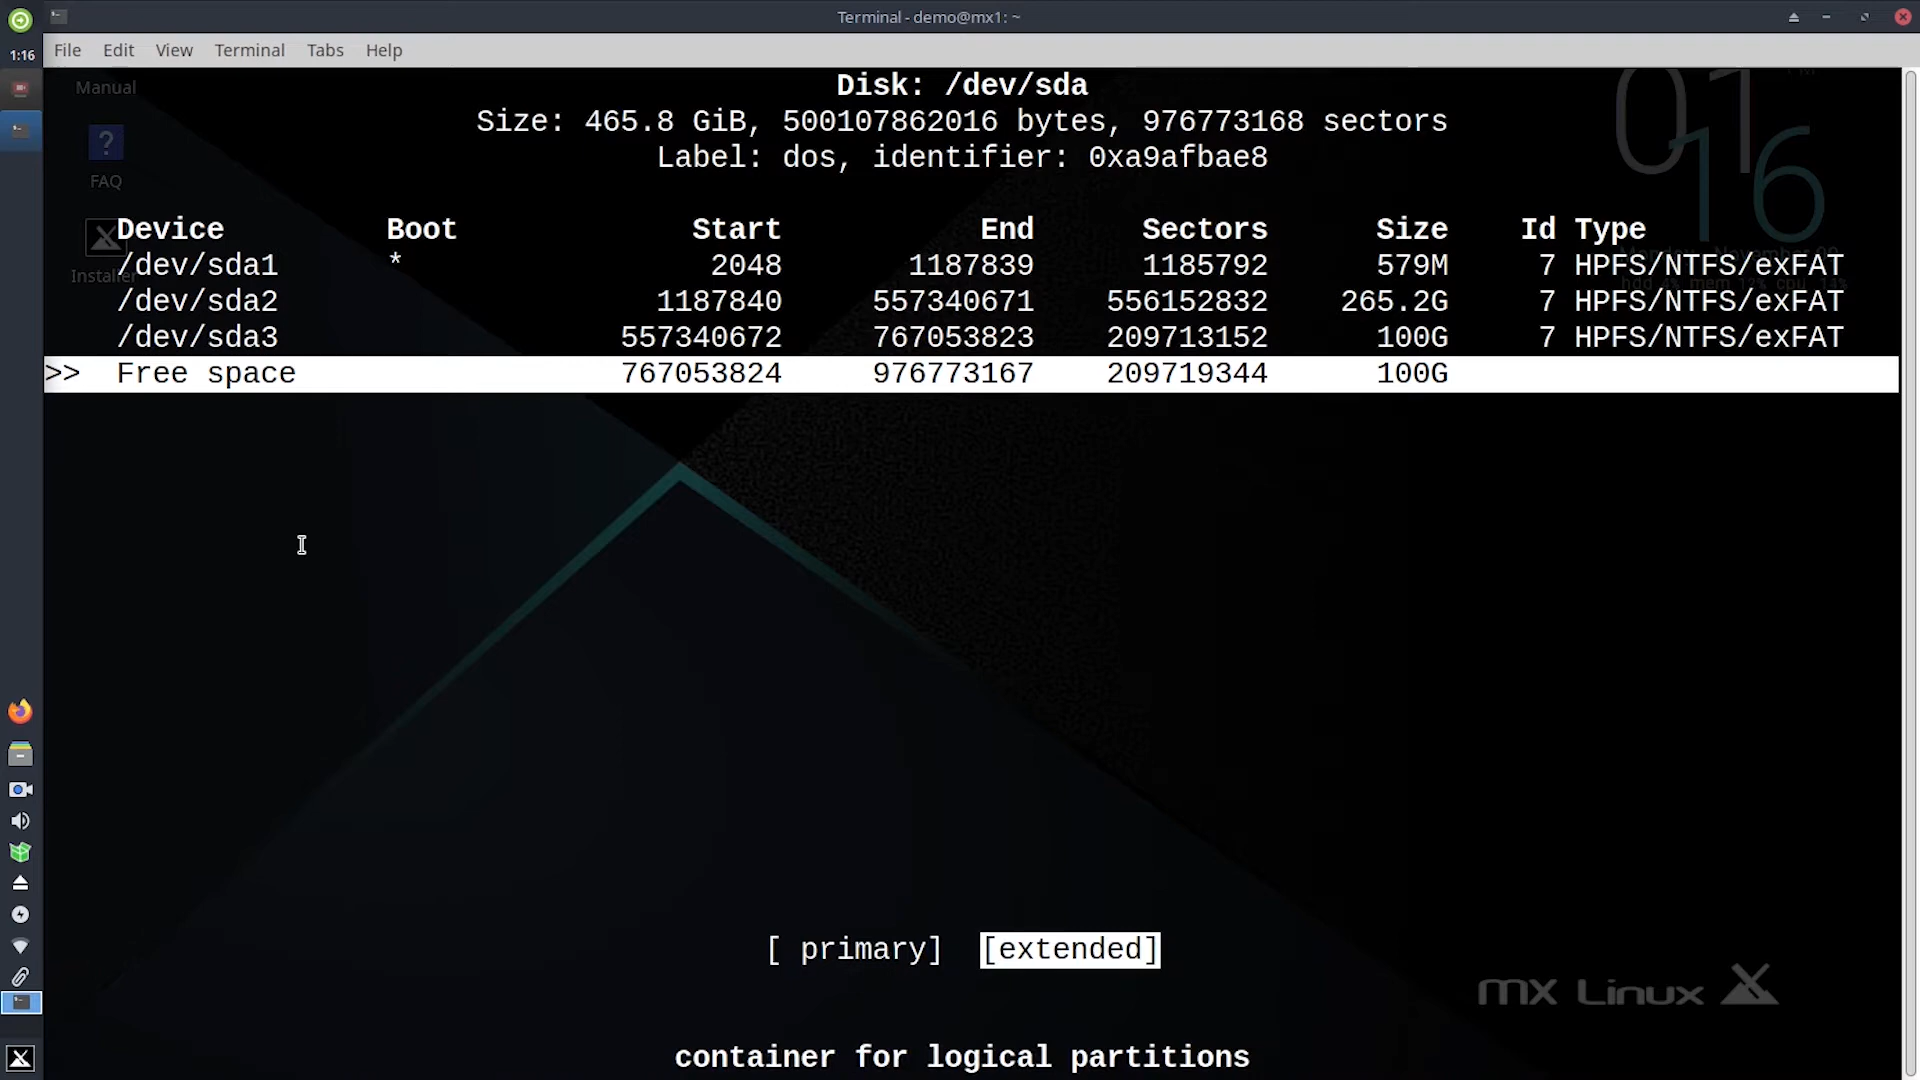 Terminal - demo@mx1: ~
1:16
File Edit View Terminal Tabs Help
Manual
FAQ
Installer
01
16
Disk: /dev/sda
Size: 465.8 GiB, 500107862016 bytes, 976773168 sectors
Label: dos, identifier: 0xa9afbae8
Device Boot Start End Sectors Size Id Type
/dev/sda1 * 2048 1187839 1185792 579M 7 HPFS/NTFS/exFAT
/dev/sda2 1187840 557340671 556152832 265.2G 7 HPFS/NTFS/exFAT
/dev/sda3 557340672 767053823 209713152 100G 7 HPFS/NTFS/exFAT
>> Free space 767053824 976773167 209719344 100G
[ primary] [extended]
mx Linux
container for logical partitions